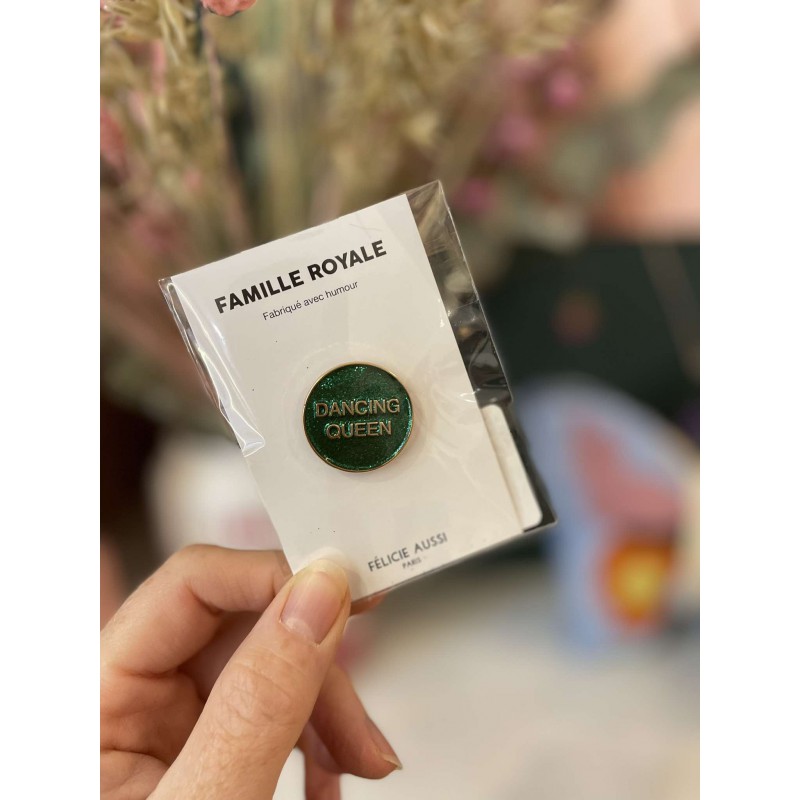 FAMILLE ROYALE
Fabriqué avec humour
DANCING
QUEEN
FÉLICIE AUSSI
PARIS